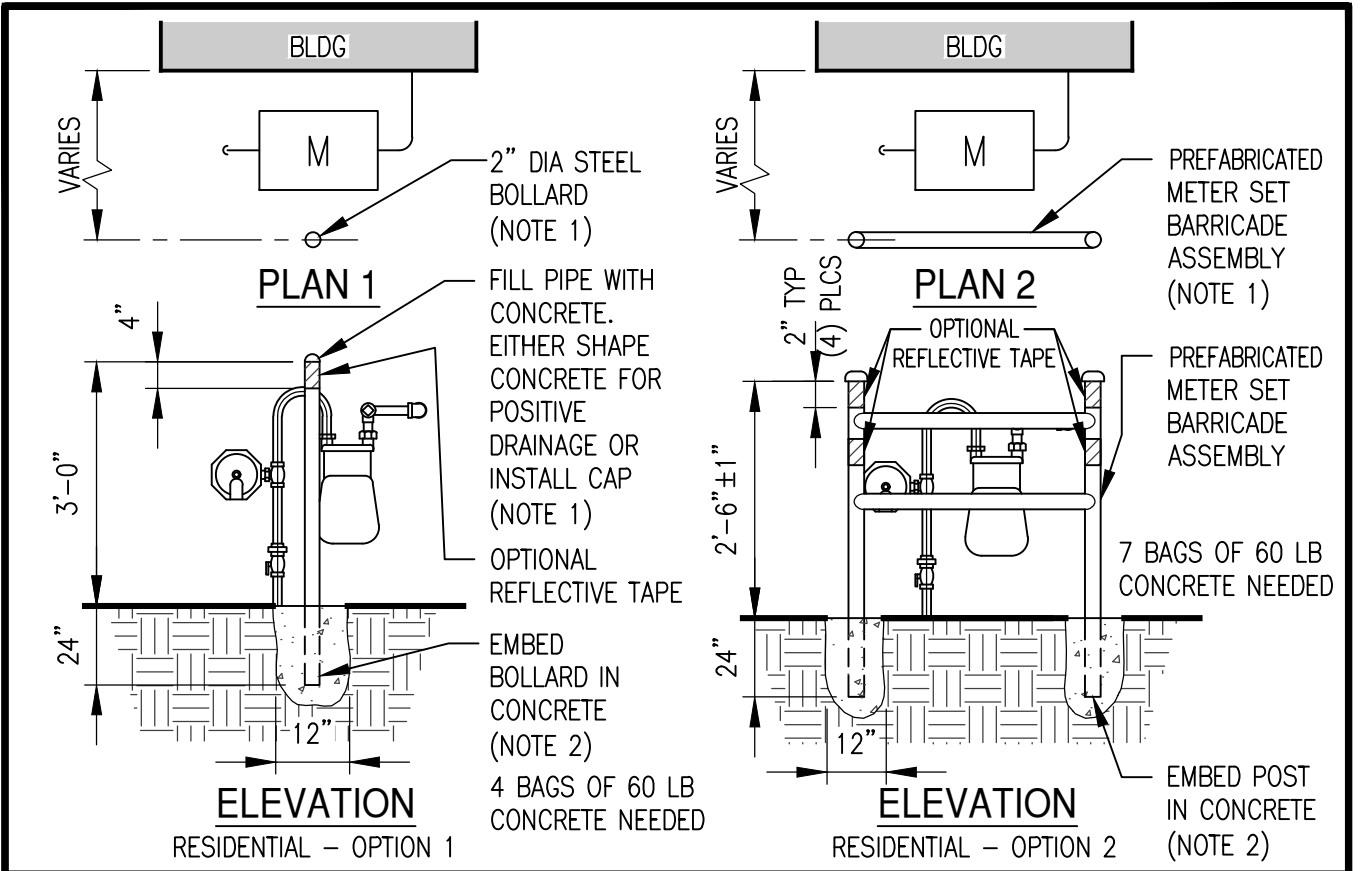 BLDG
M
VARIES
2" DIA STEEL
BOLLARD
(NOTE 1)
PLAN 1
4"
3'-0"
24"
12"
FILL PIPE WITH
CONCRETE.
EITHER SHAPE
CONCRETE FOR
POSITIVE
DRAINAGE OR
INSTALL CAP
(NOTE 1)
OPTIONAL
REFLECTIVE TAPE
EMBED
BOLLARD IN
CONCRETE
(NOTE 2)
4 BAGS OF 60 LB
CONCRETE NEEDED
ELEVATION
RESIDENTIAL – OPTION 1
BLDG
M
VARIES
PREFABRICATED
METER SET
BARRICADE
ASSEMBLY
(NOTE 1)
PLAN 2
2" TYP
(4) PLCS
OPTIONAL
REFLECTIVE TAPE
PREFABRICATED
METER SET
BARRICADE
ASSEMBLY
2'-6"±1"
24"
12"
7 BAGS OF 60 LB
CONCRETE NEEDED
EMBED POST
IN CONCRETE
(NOTE 2)
ELEVATION
RESIDENTIAL – OPTION 2